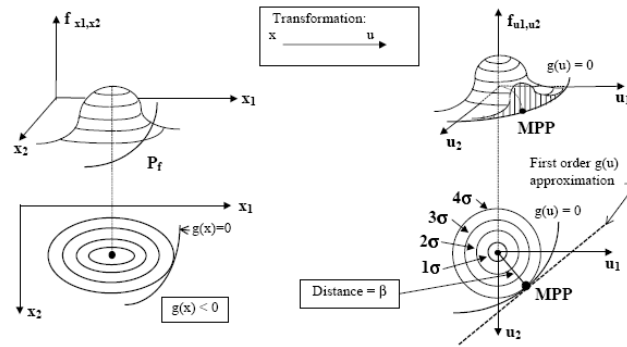 f x1,x2
x1
x2
Pf
Transformation:
x u
fu1,u2
g(u) = 0
MPP
u2
First order g(u)
approximation
x1
g(x)=0
x2
g(x) < 0
4σ
3σ
2σ
1σ
g(u) = 0
u1
Distance = β
MPP
u2